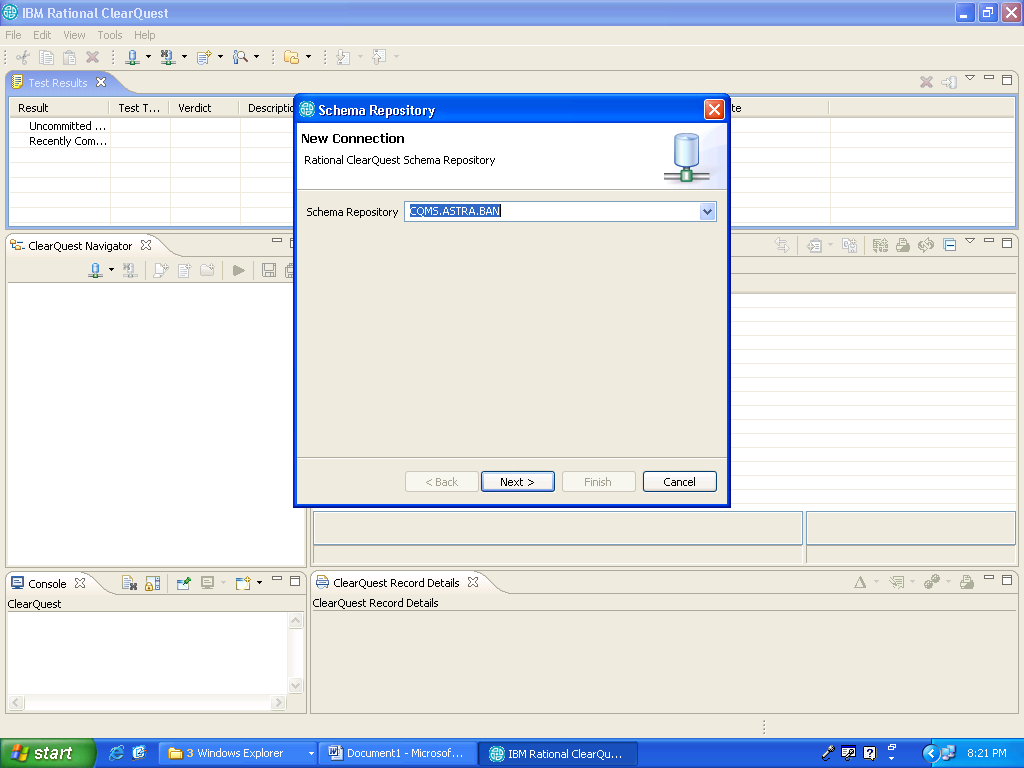 IBM Rational ClearQuest
File Edit View Tools Help
Test Results
Result Test T... Verdict Descriptio
Uncommitted ...
Recently Com...
Schema Repository
New Connection
Rational ClearQuest Schema Repository
Schema Repository CQMS.ASTRA.BAN
< Back Next > Finish Cancel
ClearQuest Navigator
Console
ClearQuest
ClearQuest Record Details
ClearQuest Record Details
start 3 Windows Explorer Document1 - Microsof... IBM Rational ClearQu... 8:21 PM